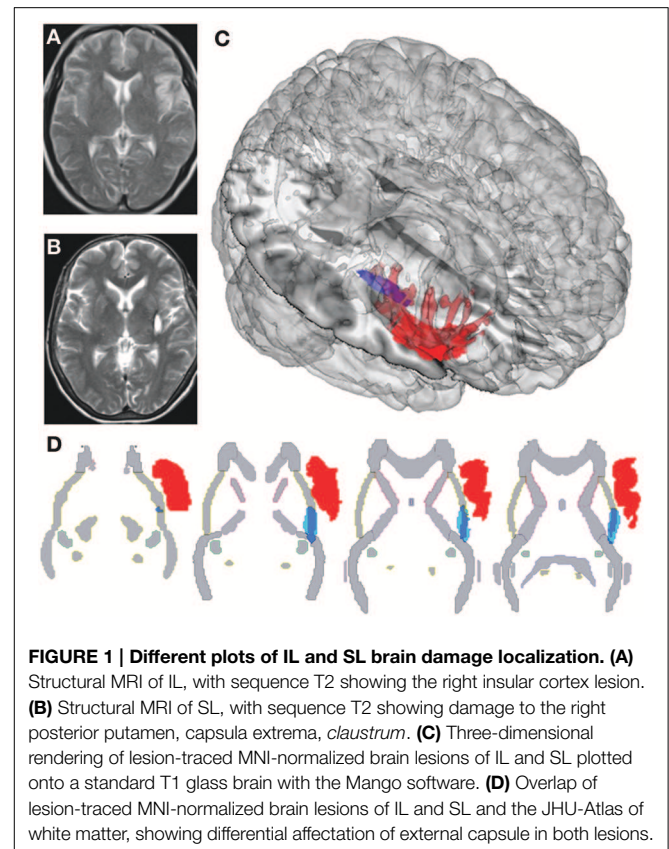 A
C
B
D
FIGURE 1 | Different plots of IL and SL brain damage localization. (A)
Structural MRI of IL, with sequence T2 showing the right insular cortex lesion.
(B) Structural MRI of SL, with sequence T2 showing damage to the right
posterior putamen, capsula extrema, claustrum. (C) Three-dimensional
rendering of lesion-traced MNI-normalized brain lesions of IL and SL plotted
onto a standard T1 glass brain with the Mango software. (D) Overlap of
lesion-traced MNI-normalized brain lesions of IL and SL and the JHU-Atlas of
white matter, showing differential affectation of external capsule in both lesions.